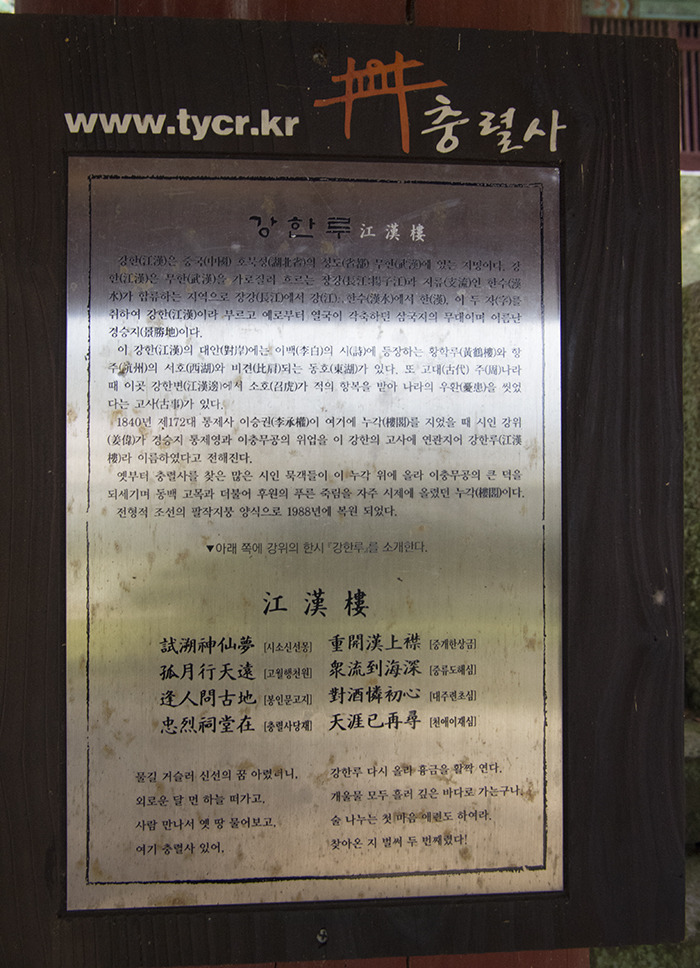 www.tycr.kr 충렬사
강한루 江漢樓
강한(江漢)은 중국(中國) 호북성(湖北省)의 성도(省都) 무한(武漢)에 있는 지명이다. 강
한(江漢)은 무한(武漢)을 가로질러 흐르는 장강(長江:揚子江)과 지류(支流)인 한수(漢
水)가 합류하는 지역으로 장강(長江)에서 강(江), 한수(漢水)에서 한(漢), 이 두 자(字)를
취하여 강한(江漢)이라 부르고 예로부터 열국이 각축하던 삼국지의 무대이며 이름난
경승지(景勝地)이다.
이 강한(江漢)의 대안(對岸)에는 이백(李白)의 시(詩)에 등장하는 황학루(黃鶴樓)와 항
주(杭州)의 서호(西湖)와 비견(比肩)되는 동호(東湖)가 있다. 또 고대(古代) 주(周)나라
때 이곳 강한변(江漢邊)에서 소호(召虎)가 적의 항복을 받아 나라의 우환(憂患)을 씻었
다는 고사(古事)가 있다.
1840년 제172대 통제사 이승권(李承權)이 여기에 누각(樓閣)를 지었을 때 시인 강위
(姜偉)가 경승지 통제영과 이충무공의 위업을 이 강한의 고사에 연관지어 강한루(江漢
樓)라 이름하였다고 전해진다.
옛부터 충렬사를 찾은 많은 시인 묵객들이 이 누각 위에 올라 이충무공의 큰 덕을
되세기며 동백 고목과 더불어 후원의 푸른 죽림을 자주 시제에 올렸던 누각(樓閣)이다.
전형적 조선의 팔작지붕 양식으로 1988년에 복원 되었다.
▼아래 쪽에 강위의 한시 『강한루』를 소개한다.
江漢樓
試溯神仙夢 [시소신선몽] 重開漢上襟 [중개한상금]
孤月行天遠 [고월행천원] 衆流到海深 [중류도해심]
逢人問古地 [봉인문고지] 對酒憐初心 [대주련초심]
忠烈祠堂在 [충렬사당재] 天涯已再尋 [천애이재심]
물길 거슬러 신선의 꿈 아렸더니, 강한루 다시 올라 흉금을 활짝 연다.
외로운 달 먼 하늘 떠가고, 개울물 모두 흘러 깊은 바다로 가는구나.
사람 만나서 옛 땅 물어보고, 술 나누는 첫 마음 애련도 하여라.
여기 충렬사 있어, 찾아온 지 벌써 두 번째렸다!